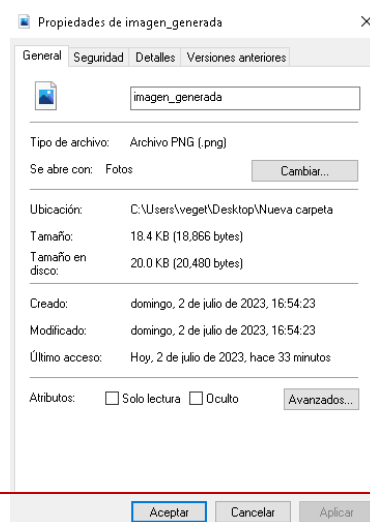 Propiedades de imagen_generada
General Seguridad Detalles Versiones anteriores
imagen_generada
Tipo de archivo: Archivo PNG (.png)
Se abre con: Fotos Cambiar...
Ubicación: C:\Users\veget\Desktop\Nueva carpeta
Tamaño: 18.4 KB (18,866 bytes)
Tamaño en
disco: 20.0 KB (20,480 bytes)
Creado: domingo, 2 de julio de 2023, 16:54:23
Modificado: domingo, 2 de julio de 2023, 16:54:23
Último acceso: Hoy, 2 de julio de 2023, hace 33 minutos
Atributos: Solo lectura Oculto Avanzados...
Aceptar Cancelar Aplicar